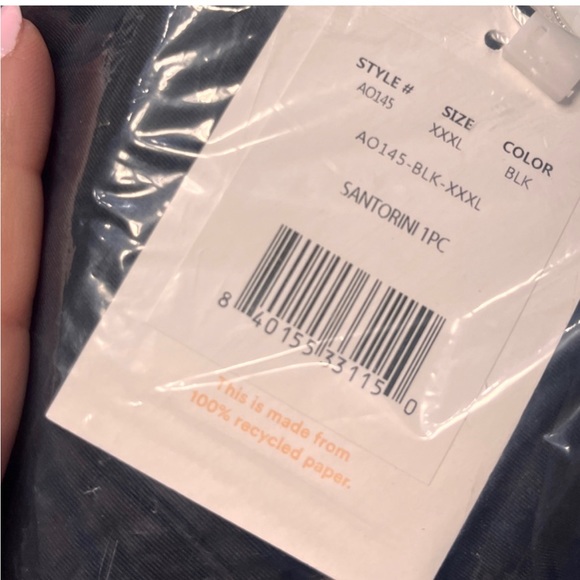 STYLE # SIZE COLOR
AO145 XXXL BLK
AO145-BLK-XXXL
SANTORINI 1PC
8 40155 33115 0
This is made from
100% recycled paper.